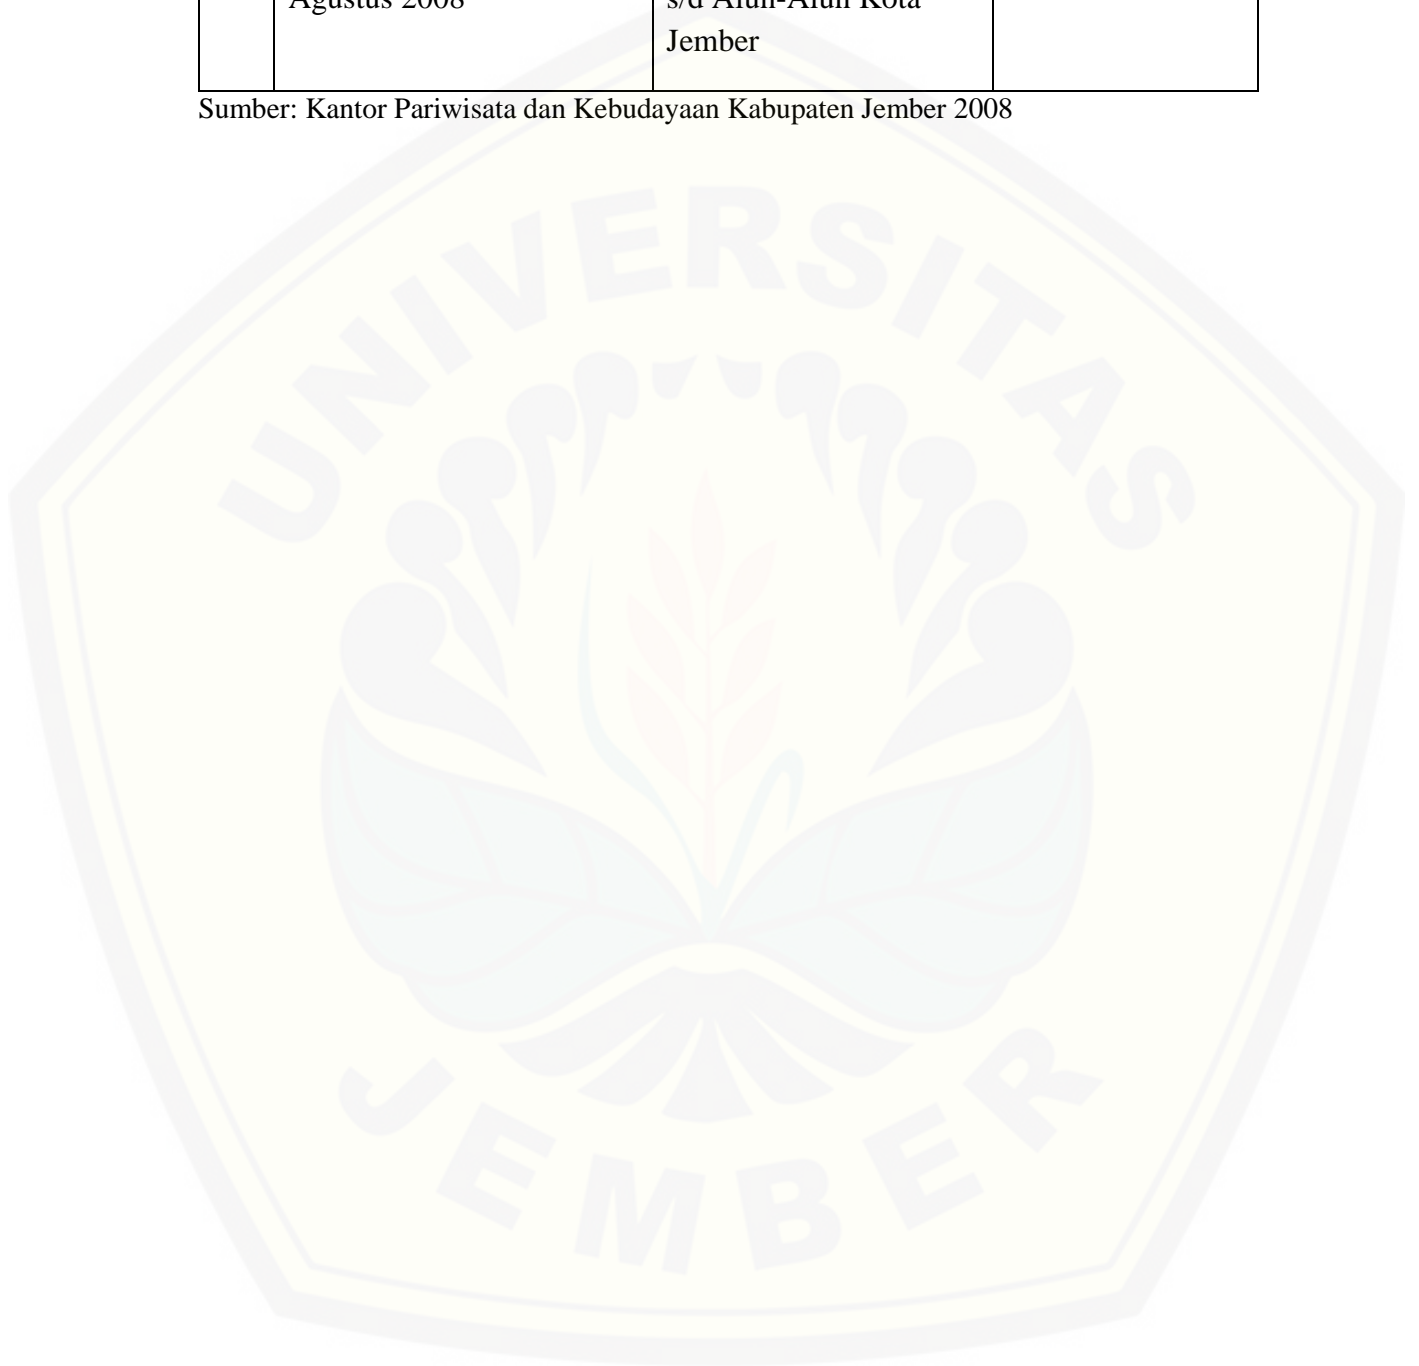 Agustus 2008
s/d Alun-Alun Kota
Jember
Sumber: Kantor Pariwisata dan Kebudayaan Kabupaten Jember 2008
UNIVERSITAS
JEMBER